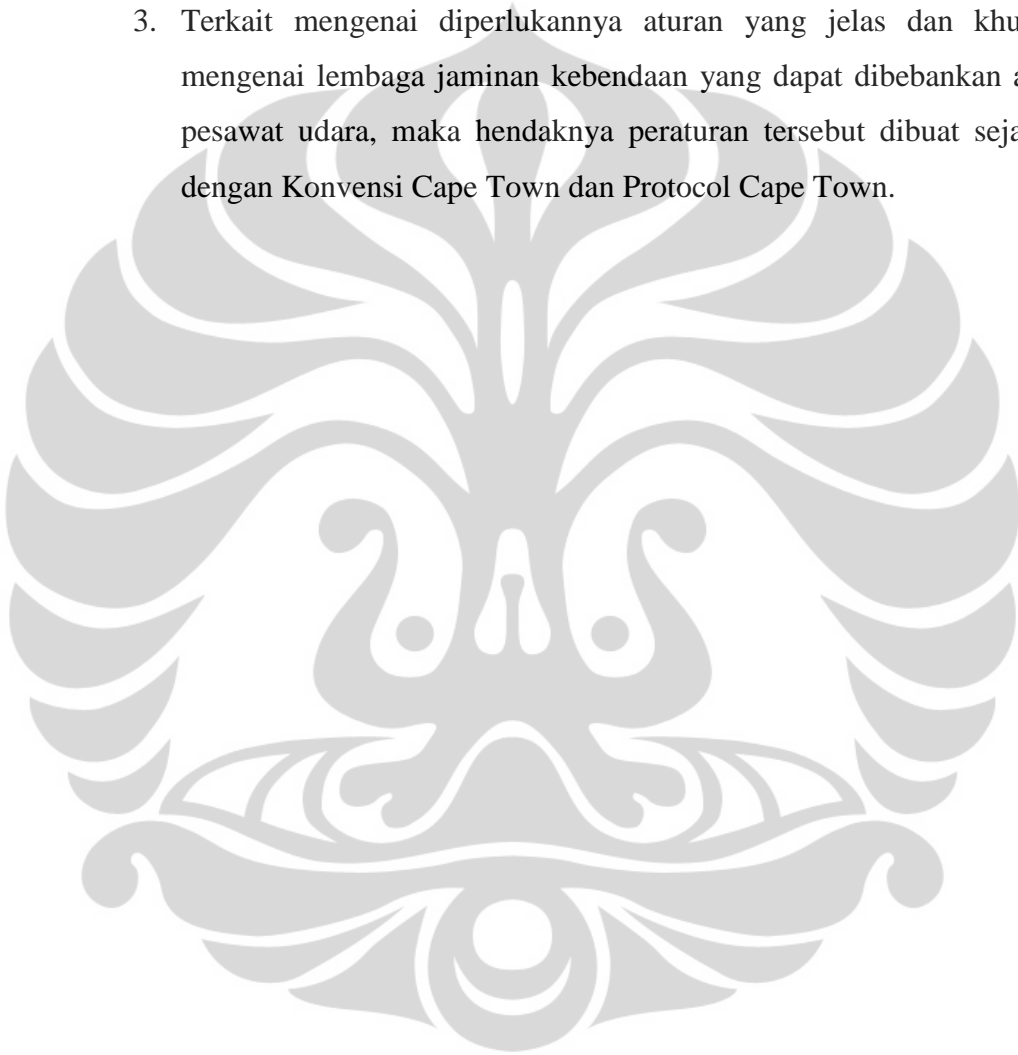 3. Terkait mengenai diperlukannya aturan yang jelas dan khu
mengenai lembaga jaminan kebendaan yang dapat dibebankan a
pesawat udara, maka hendaknya peraturan tersebut dibuat seja
dengan Konvensi Cape Town dan Protocol Cape Town.